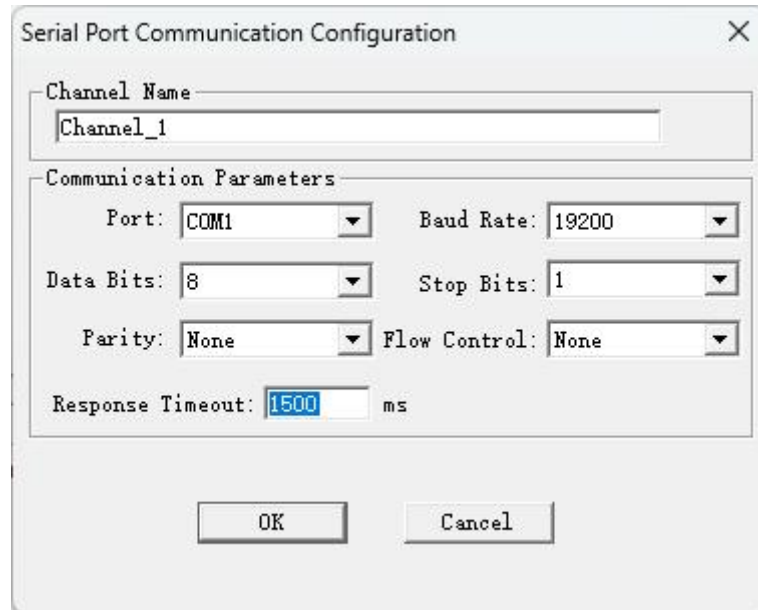 Serial Port Communication Configuration
Channel Name
Channel_1
Communication Parameters
Port: COM1 Baud Rate: 19200
Data Bits: 8 Stop Bits: 1
Parity: None Flow Control: None
Response Timeout: 1500 ms
OK Cancel